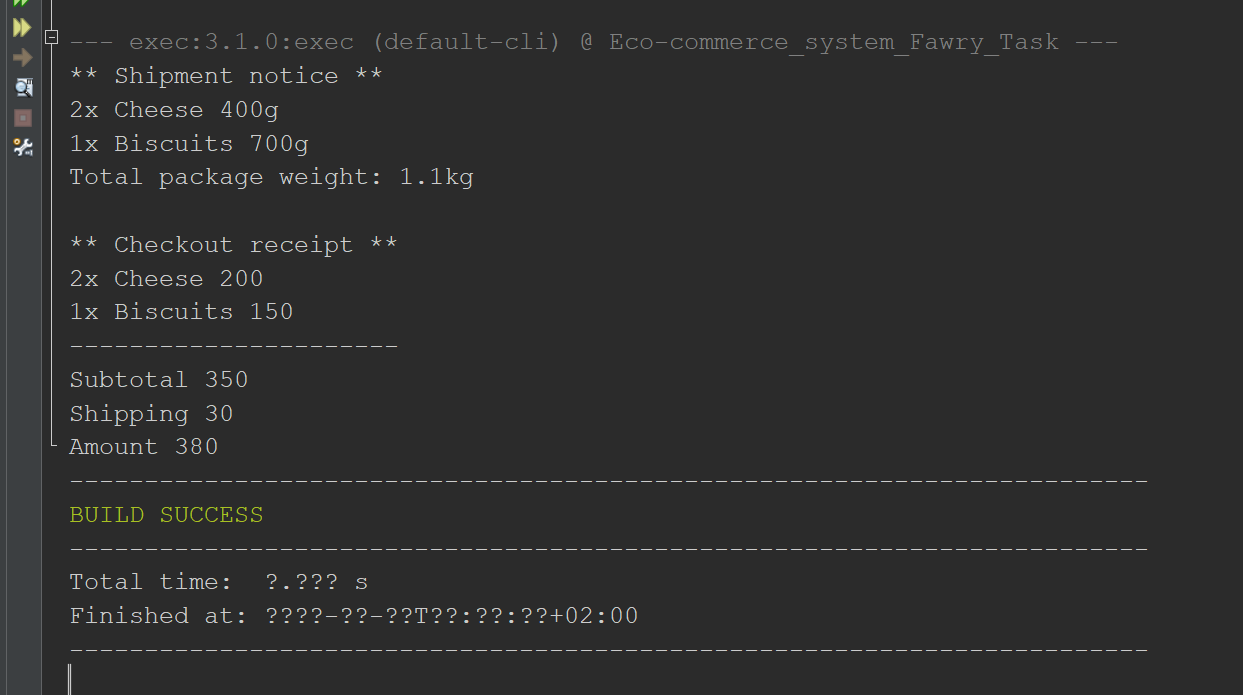 --- exec:3.1.0:exec (default-cli) @ Eco-commerce_system_Fawry_Task ---
** Shipment notice **
2x Cheese 400g
1x Biscuits 700g
Total package weight: 1.1kg
** Checkout receipt **
2x Cheese 200
1x Biscuits 150
----------------------
Subtotal 350
Shipping 30
Amount 380
------------------------------------------------------------------------
BUILD SUCCESS
------------------------------------------------------------------------
Total time:  ?.??? s
Finished at: ????-??-??T??:??:??+02:00
------------------------------------------------------------------------